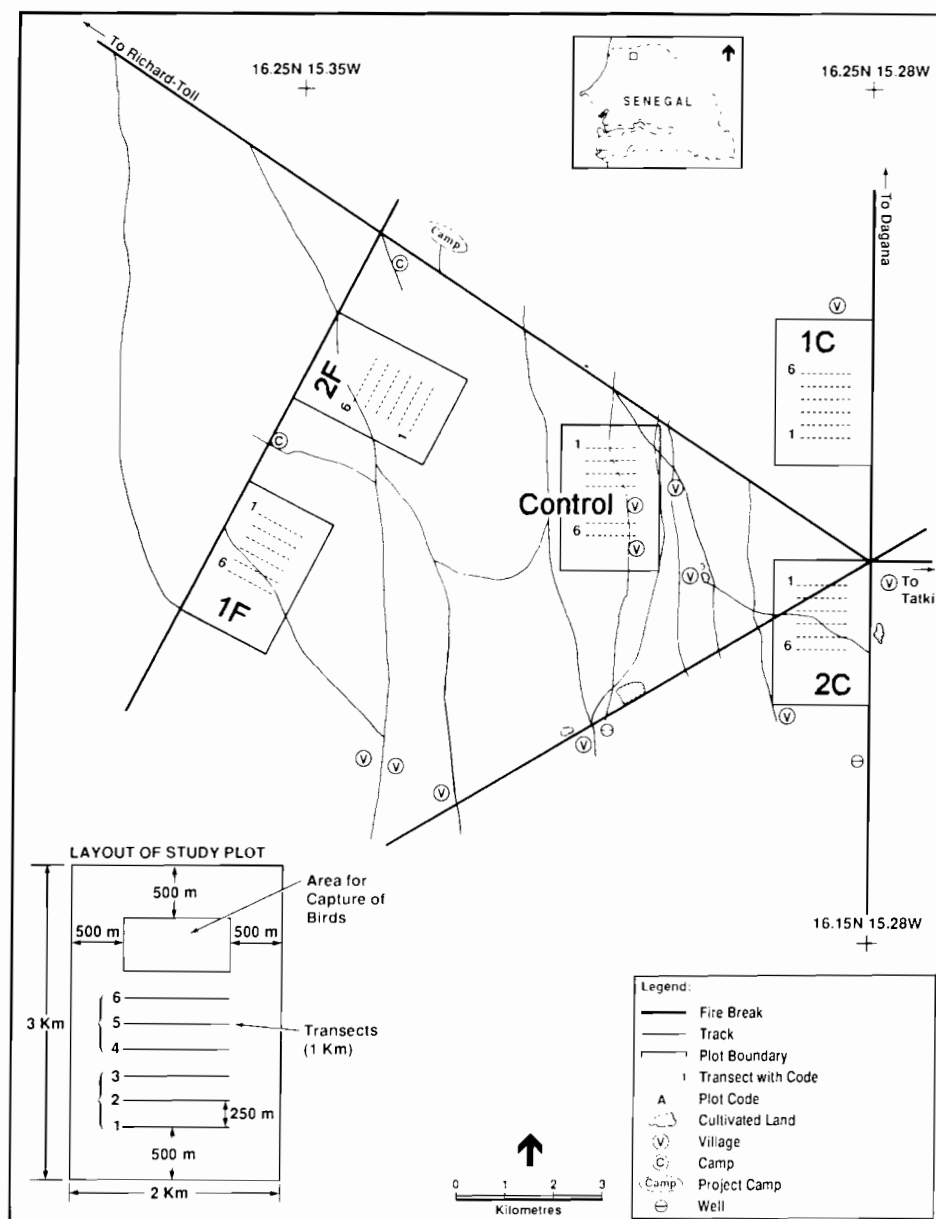 To Richard-Toll
16.25N 15.35W
SENEGAL
16.25N 15.28W
To Dagana
Camp
C
V
1C
6
1
2F
6
1
C
1
Control
V
V
6
V
1
6
1F
V
1
6
2C
V
To
Tatki
V
V
V
V
V
16.15N 15.28W
LAYOUT OF STUDY PLOT
500 m
Area for
Capture of
Birds
500 m
500 m
3 Km
6
5
4
3
2
1
Transects
(1 Km)
250 m
500 m
2 Km
0 1 2 3
Kilometres
Legend:
Fire Break
Track
Plot Boundary
1 Transect with Code
A Plot Code
Cultivated Land
V Village
C Camp
Camp Project Camp
Well